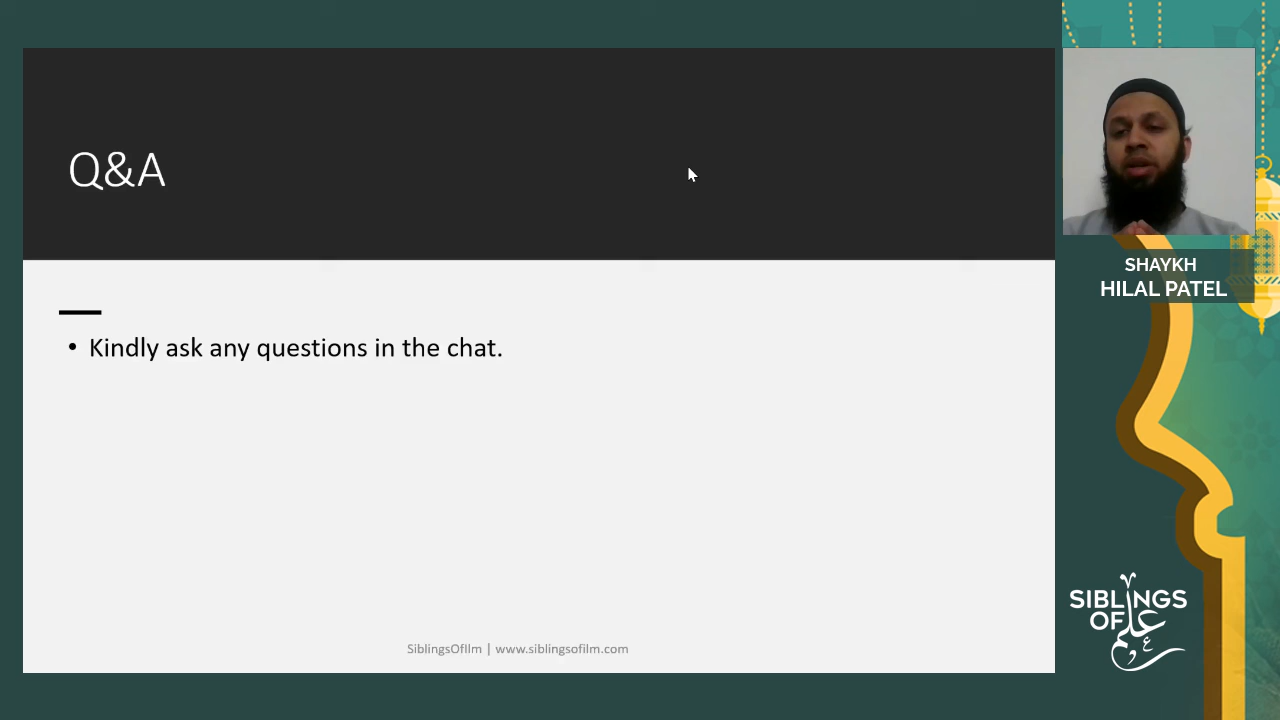 Q&A
• Kindly ask any questions in the chat.
SiblingsOfIlm | www.siblingsofilm.com
SHAYKH
HILAL PATEL
SIBLINGS
OF علم